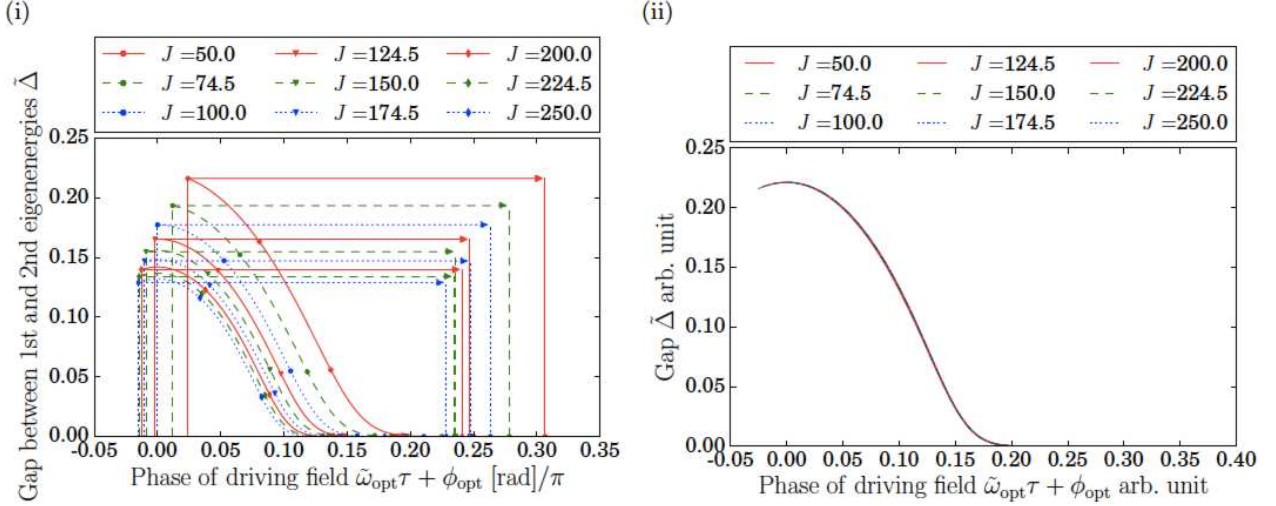 (i)
J =50.0 J =124.5 J =200.0
J =74.5 J =150.0 J =224.5
J =100.0 J =174.5 J =250.0
Gap between 1st and 2nd eigenenergies Δ̃
0.25
0.20
0.15
0.10
0.05
0.00
-0.05 0.00 0.05 0.10 0.15 0.20 0.25 0.30 0.35
Phase of driving field ω̃optτ + ϕopt [rad]/π
(ii)
J =50.0 J =124.5 J =200.0
J =74.5 J =150.0 J =224.5
J =100.0 J =174.5 J =250.0
Gap Δ̃ arb. unit
0.25
0.20
0.15
0.10
0.05
0.00
-0.05 0.00 0.05 0.10 0.15 0.20 0.25 0.30 0.35 0.40
Phase of driving field ω̃optτ + ϕopt arb. unit